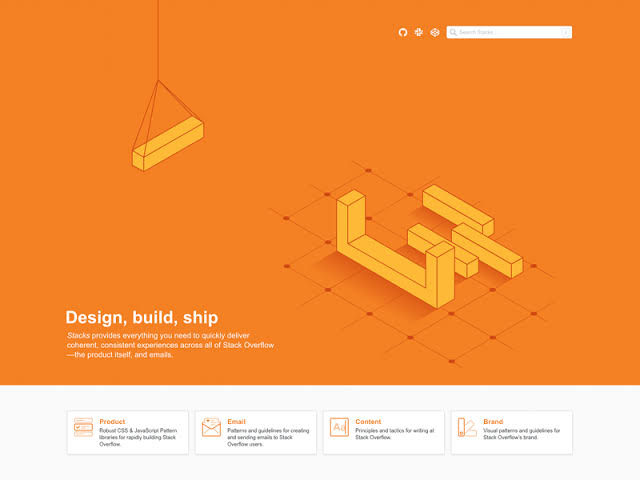 Search Stacks...
/
Design, build, ship
Stacks provides everything you need to quickly deliver
coherent, consistent experiences across all of Stack Overflow
—the product itself, and emails.
Product
Robust CSS & JavaScript Pattern
libraries for rapidly building Stack
Overflow.
Email
Patterns and guidelines for creating
and sending emails to Stack
Overflow users.
Aa
Content
Principles and tactics for writing at
Stack Overflow.
Brand
Visual patterns and guidelines for
Stack Overflow's brand.